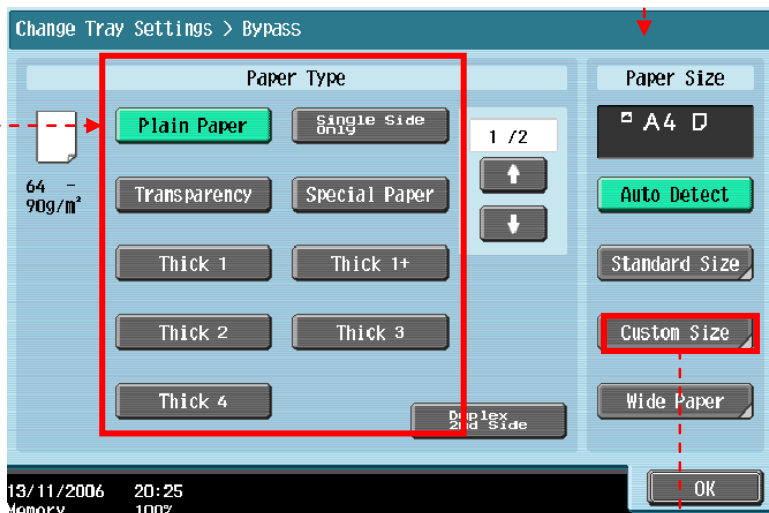 Change Tray Settings > Bypass
Paper Type
Paper Size
Plain Paper
Single Side
Only
1 /2
A4
64 -
90g/m²
Transparency
Special Paper
Auto Detect
Thick 1
Thick 1+
Standard Size
Thick 2
Thick 3
Custom Size
Thick 4
Duplex
2nd Side
Wide Paper
13/11/2006 20:25
Memory 100%
OK